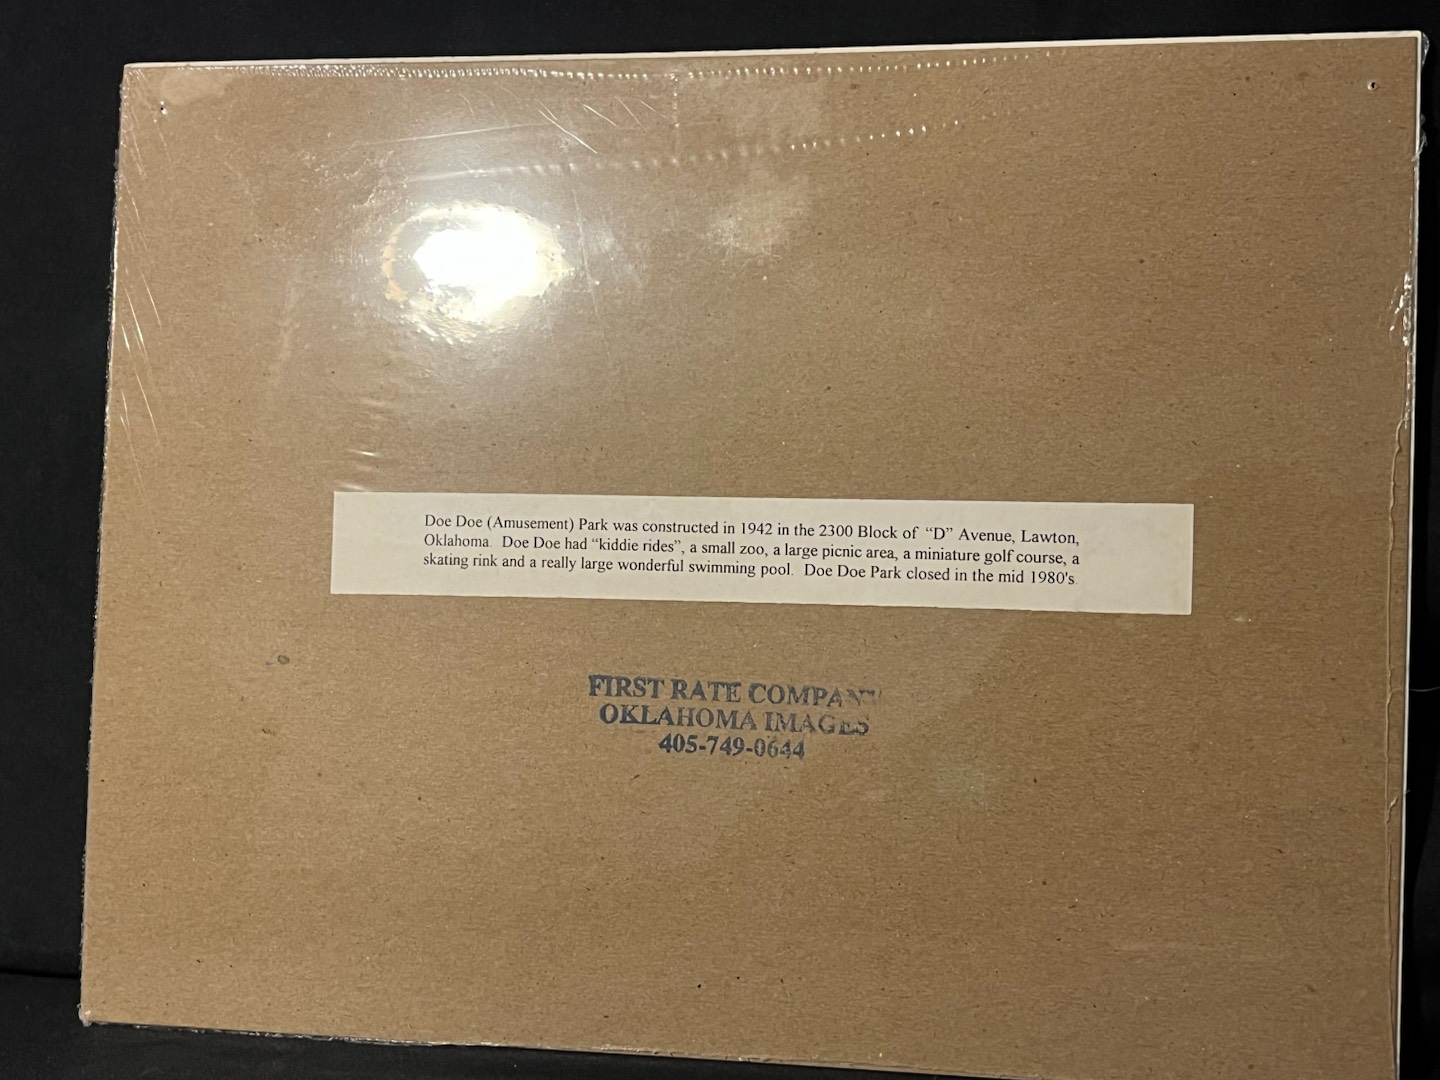 Doe Doe (Amusement) Park was constructed in 1942 in the 2300 Block of “D” Avenue, Lawton,
Oklahoma. Doe Doe had “kiddie rides”, a small zoo, a large picnic area, a miniature golf course, a
skating rink and a really large wonderful swimming pool. Doe Doe Park closed in the mid 1980's.
FIRST RATE COMPANY
OKLAHOMA IMAGES
405-749-0644